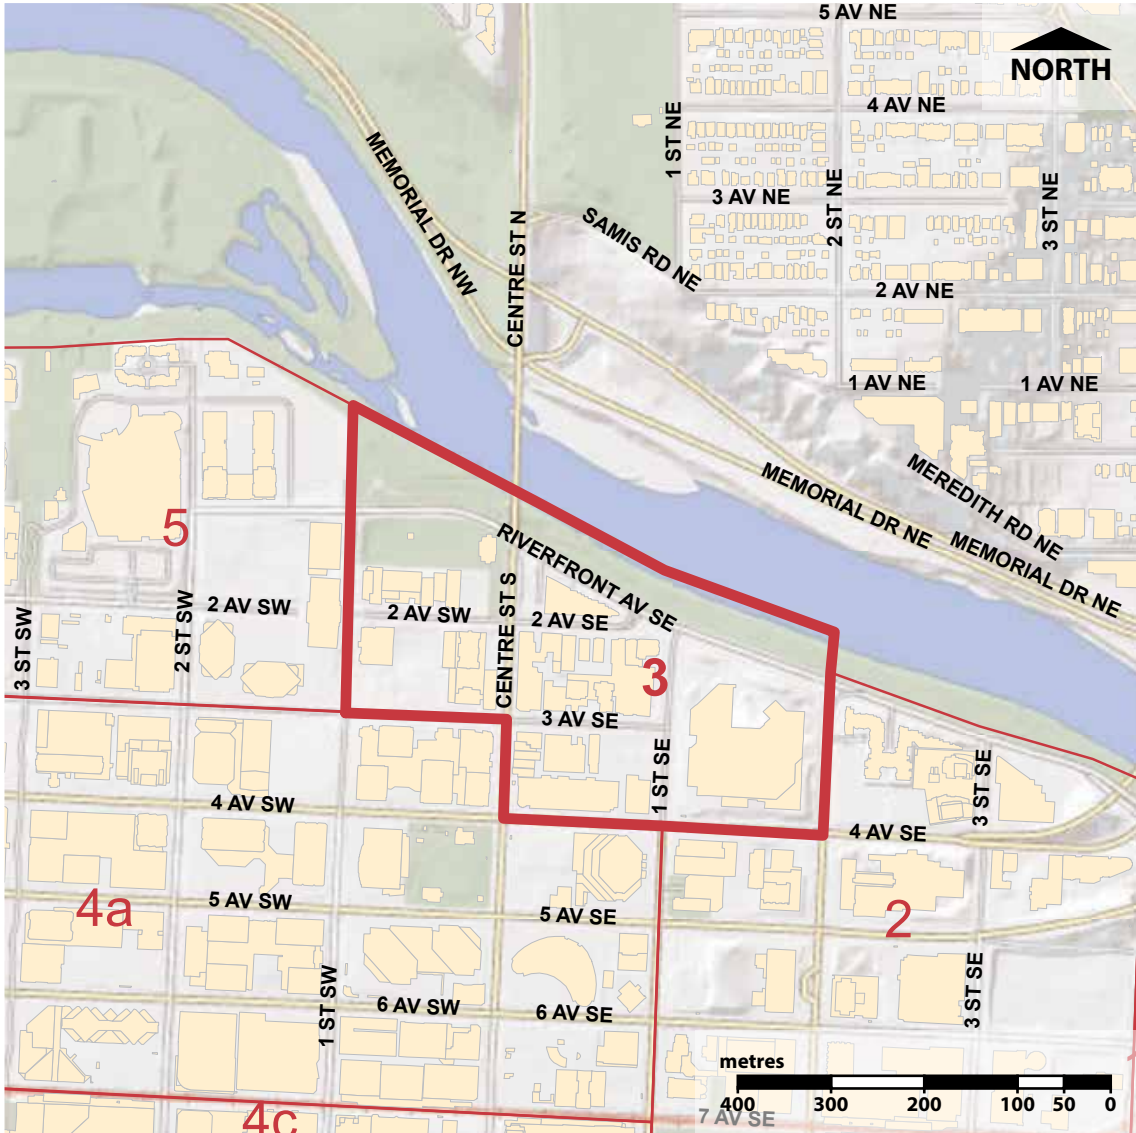 5 AV NE
NORTH
4 AV NE
1 ST NE
MEMORIAL DR NW
3 AV NE
2 ST NE
3 ST NE
CENTRE ST N
SAMIS RD NE
2 AV NE
1 AV NE
1 AV NE
MEMORIAL DR NE
MEREDITH RD NE
MEMORIAL DR NE
5
RIVERFRONT AV SE
3 ST SW
2 ST SW
2 AV SW
2 AV SW
CENTRE ST S
2 AV SE
3
3 AV SE
1 ST SE
3 ST SE
4 AV SW
4 AV SE
4a
5 AV SW
5 AV SE
2
1 ST SW
6 AV SW
6 AV SE
3 ST SE
metres
400 300 200 100 50 0
4c
7 AV SE